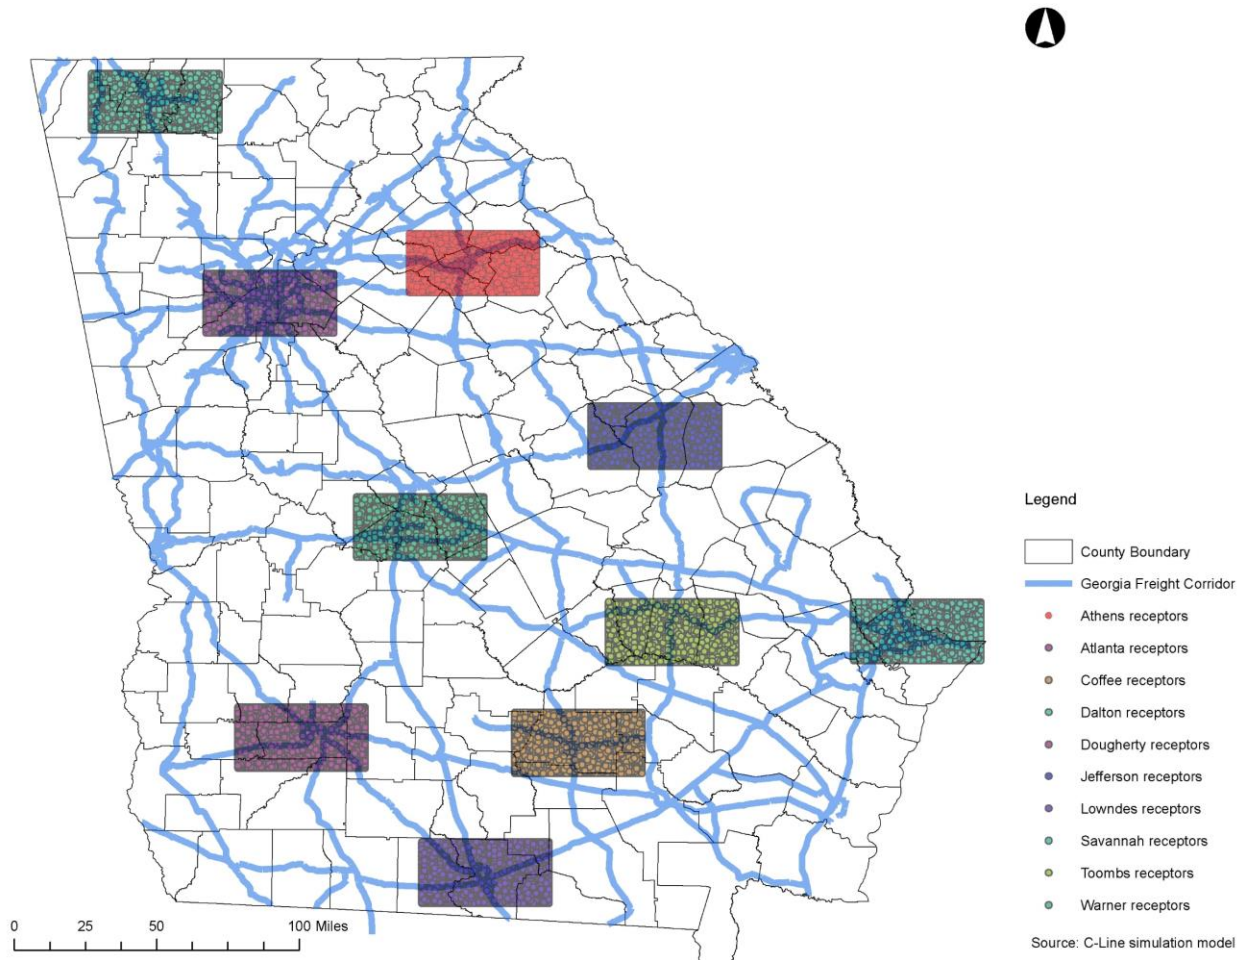 Legend
County Boundary
Georgia Freight Corridor
Athens receptors
Atlanta receptors
Coffee receptors
Dalton receptors
Dougherty receptors
Jefferson receptors
Lowndes receptors
Savannah receptors
Toombs receptors
Warner receptors
0 25 50 100 Miles
Source: C-Line simulation model